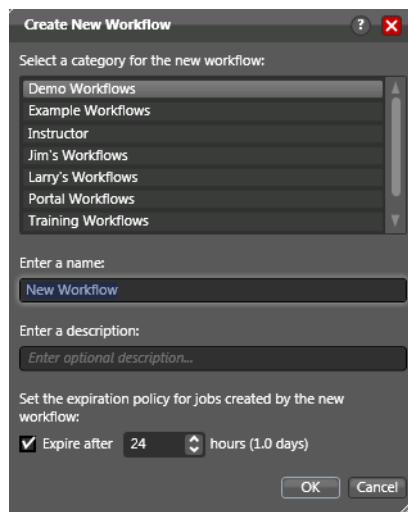 Create New Workflow ?
Select a category for the new workflow:
Demo Workflows
Example Workflows
Instructor
Jim's Workflows
Larry's Workflows
Portal Workflows
Training Workflows
Enter a name:
New Workflow
Enter a description:
Enter optional description...
Set the expiration policy for jobs created by the new
workflow:
Expire after 24 hours (1.0 days)
OK Cancel